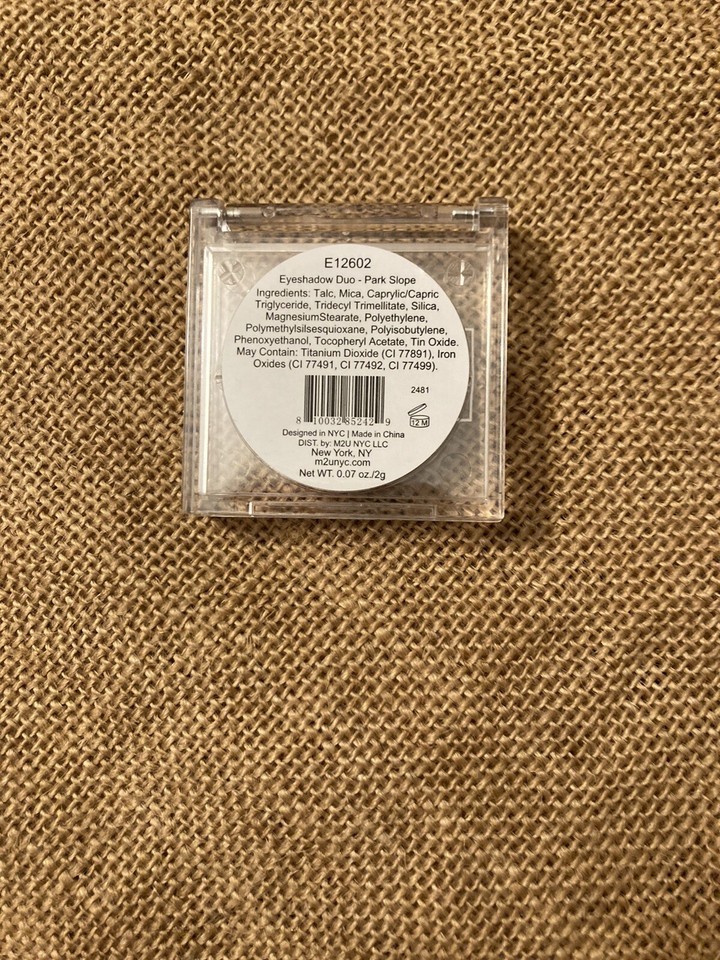 E12602
Eyeshadow Duo - Park Slope
Ingredients: Talc, Mica, Caprylic/Capric
Triglyceride, Tridecyl Trimellitate, Silica,
MagnesiumStearate, Polyethylene,
Polymethylsilsesquioxane, Polyisobutylene,
Phenoxyethanol, Tocopheryl Acetate, Tin Oxide.
May Contain: Titanium Dioxide (CI 77891), Iron
Oxides (CI 77491, CI 77492, CI 77499).
2481
8 10032 85242 9
12 M
Designed in NYC | Made in China
DIST. by: M2U NYC LLC
New York, NY
m2unyc.com
Net WT. 0.07 oz./2g